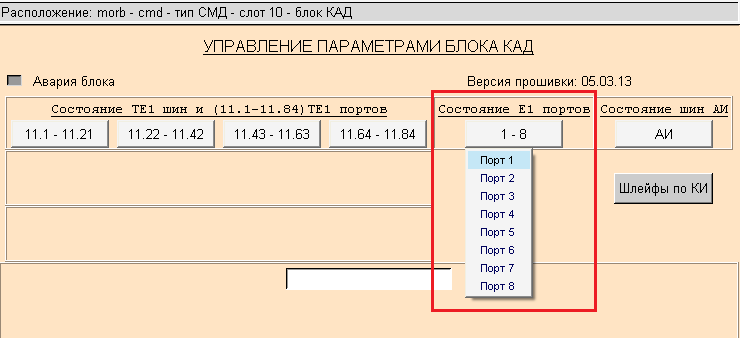 Расположение: morb - cmd - тип СМД - слот 10 - блок КАД
УПРАВЛЕНИЕ ПАРАМЕТРАМИ БЛОКА КАД
Авария блока
Версия прошивки: 05.03.13
Состояние ТЕ1 шин и (11.1-11.84)ТЕ1 портов
Состояние Е1 портов
Состояние шин АИ
11.1 - 11.21
11.22 - 11.42
11.43 - 11.63
11.64 - 11.84
1 - 8
АИ
Порт 1
Порт 2
Порт 3
Порт 4
Порт 5
Порт 6
Порт 7
Порт 8
Шлейфы по КИ